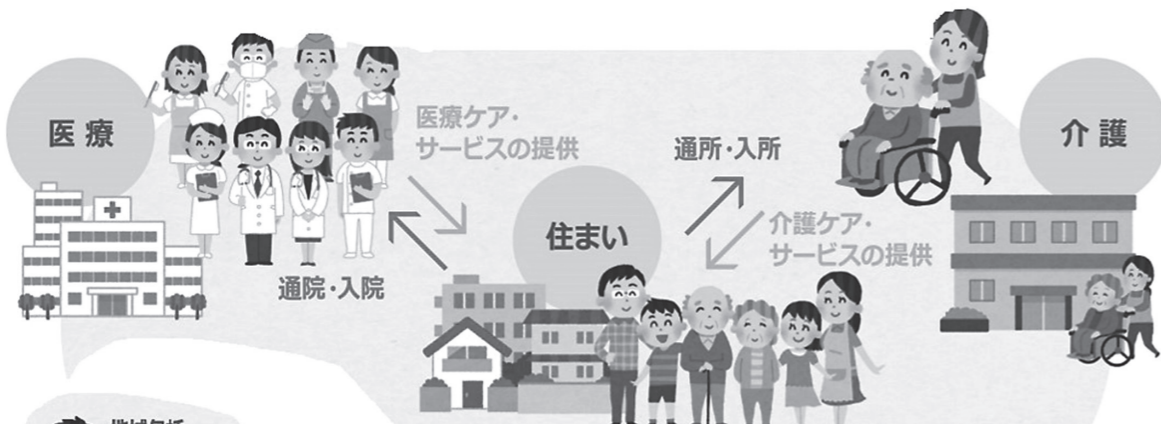 医療
医療ケア・
サービスの提供
通院・入院
住まい
通所・入所
介護ケア・
サービスの提供
介護